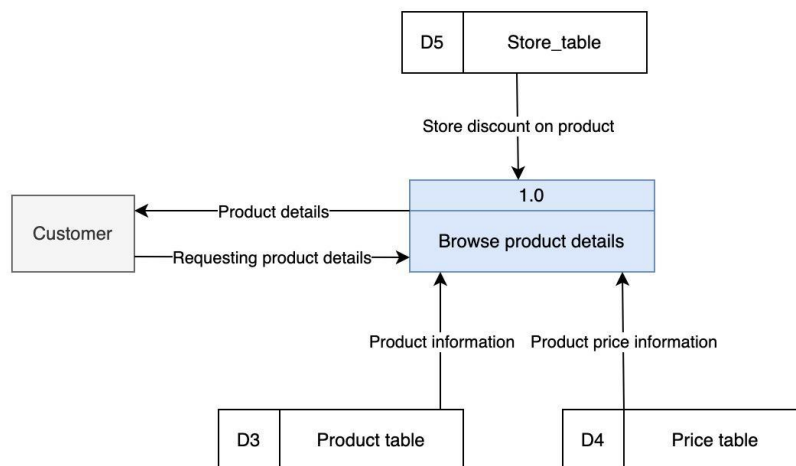 D5 Store_table
Store discount on product
1.0
Product details
Customer
Browse product details
Requesting product details
Product information
Product price information
D3 Product table
D4 Price table